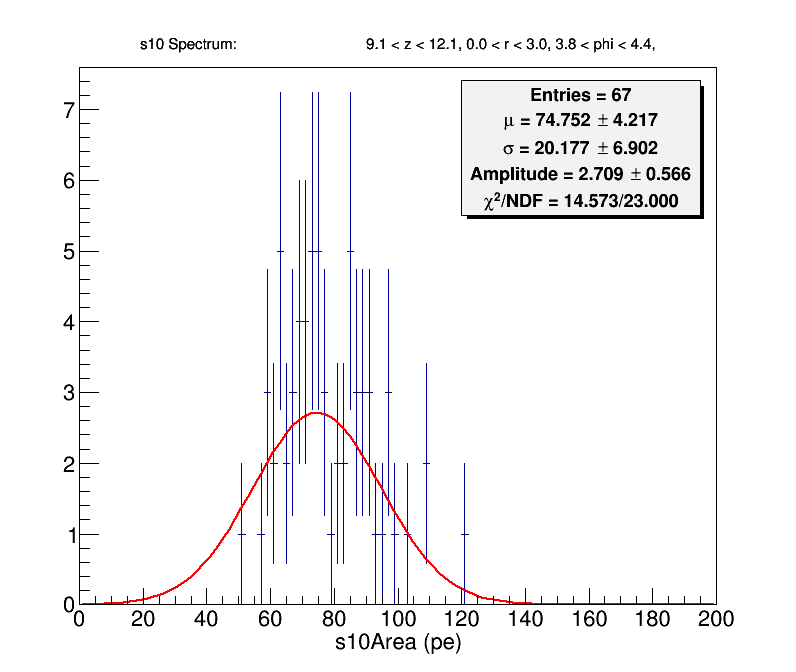 s10 Spectrum: 9.1 < z < 12.1, 0.0 < r < 3.0, 3.8 < phi < 4.4,
Entries = 67
μ = 74.752 ± 4.217
σ = 20.177 ± 6.902
Amplitude = 2.709 ± 0.566
χ²/NDF = 14.573/23.000
7
6
5
4
3
2
1
0
0 20 40 60 80 100 120 140 160 180 200
s10Area (pe)